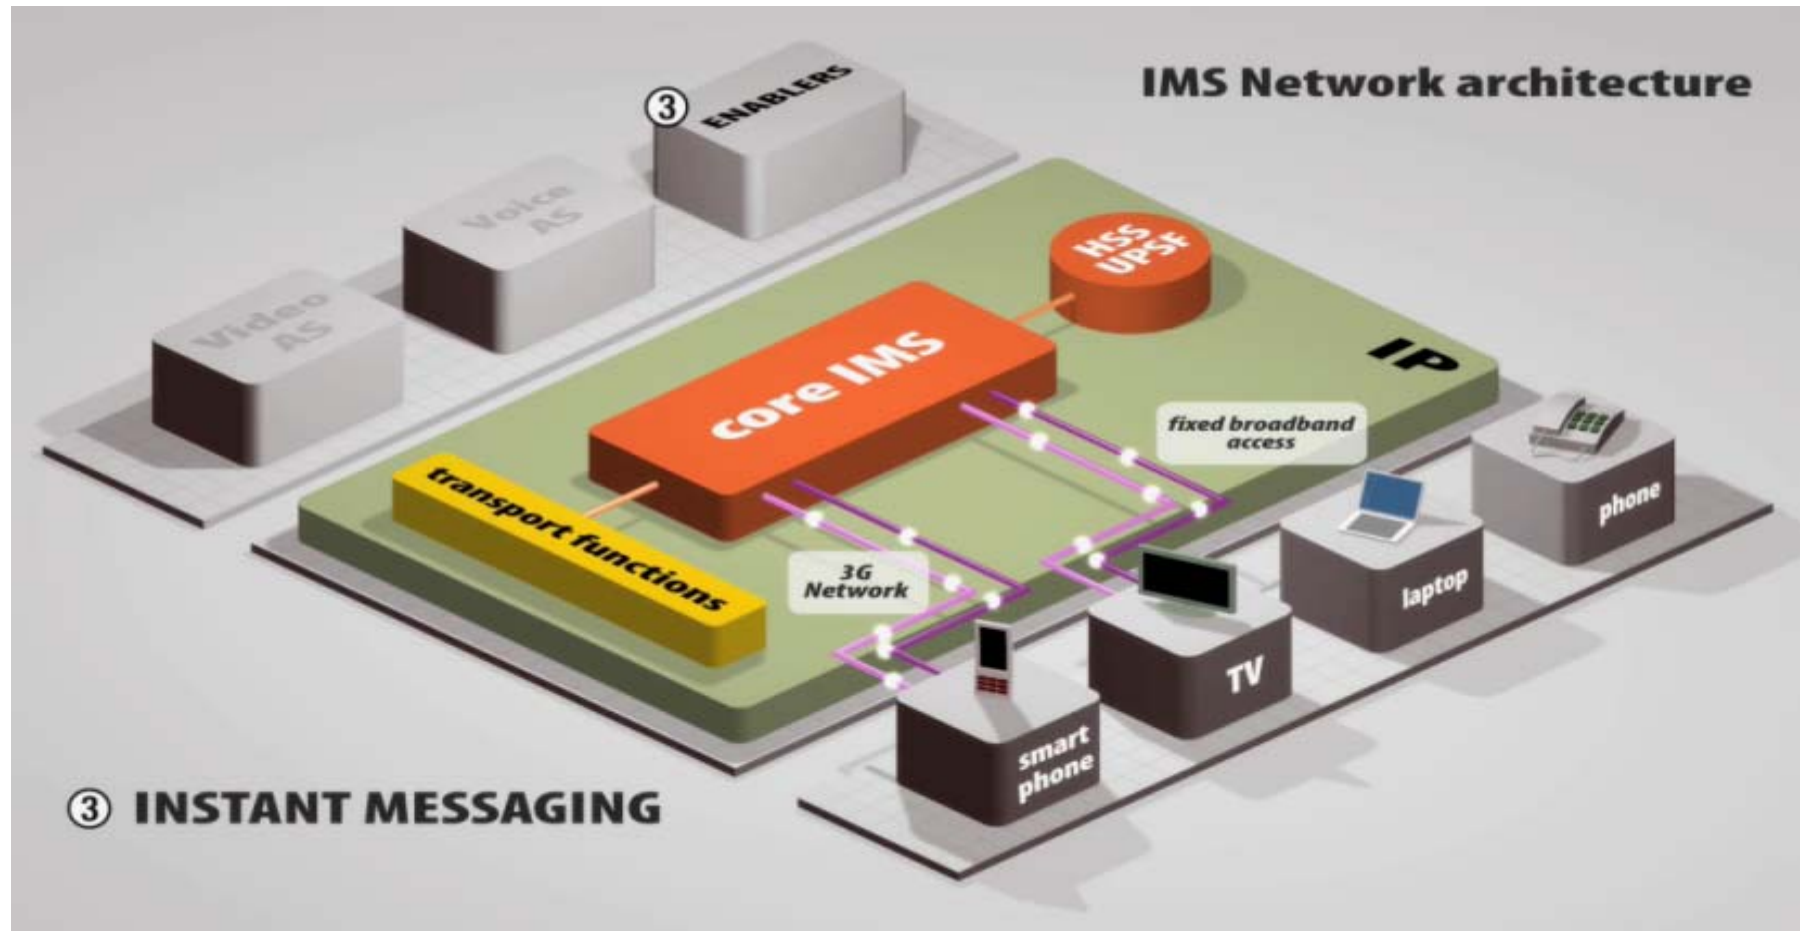 IMS Network architecture
3
ENABLERS
Voice
AS
Video
AS
HSS
UPSF
core IMS
IP
transport functions
fixed broadband
access
3G
Network
phone
laptop
TV
smart
phone
3 INSTANT MESSAGING